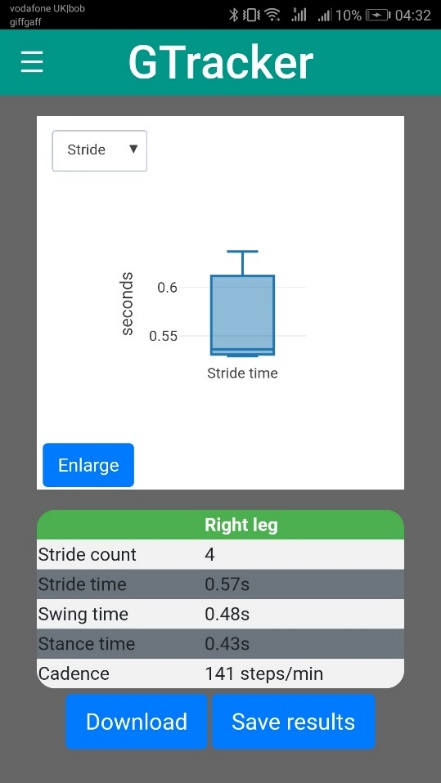 vodafone UK|bob
giffgaff
10% 04:32
☰ GTracker
Stride ▼
seconds
0.6
0.55
Stride time
Enlarge
Right leg
Stride count 4
Stride time 0.57s
Swing time 0.48s
Stance time 0.43s
Cadence 141 steps/min
Download Save results